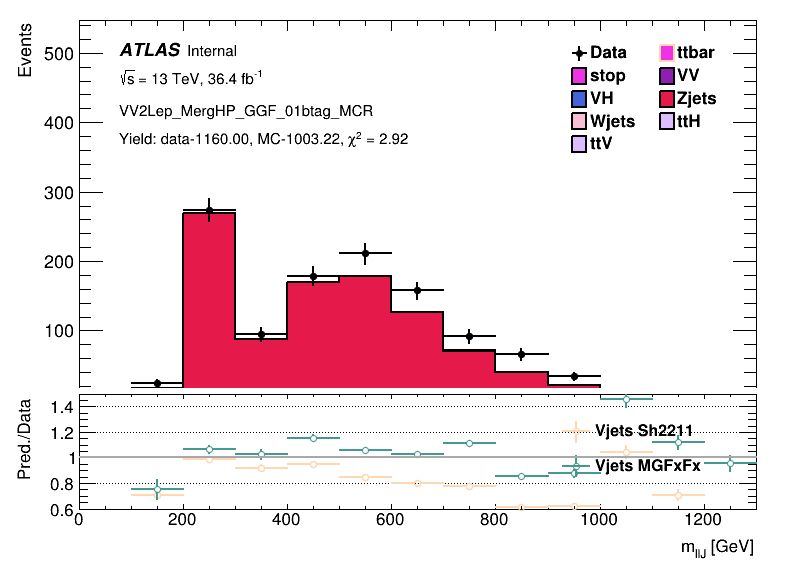 Events
500
400
300
200
100
ATLAS Internal
√s = 13 TeV, 36.4 fb⁻¹
VV2Lep_MergHP_GGF_01btag_MCR
Yield: data-1160.00, MC-1003.22, χ² = 2.92
Data
ttbar
stop
VV
VH
Zjets
Wjets
ttH
ttV
Pred./Data
1.4
1.2
1
0.8
0.6
Vjets Sh2211
Vjets MGFxFx
0 200 400 600 800 1000 1200
m_llJ [GeV]